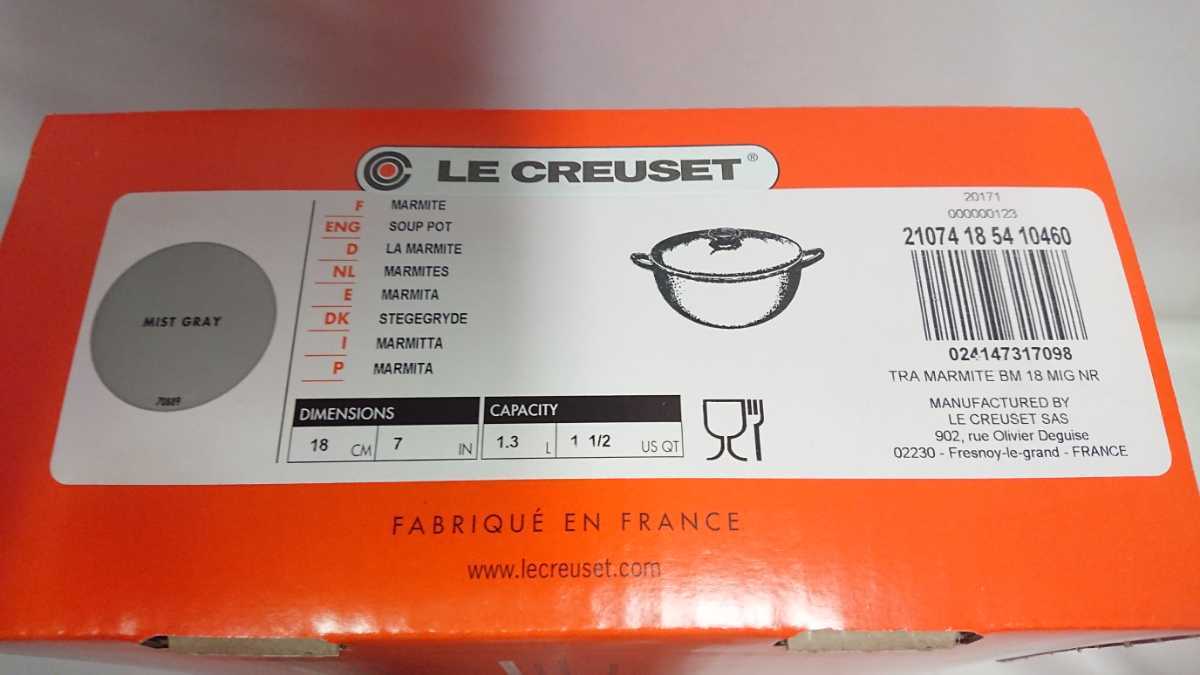 LE CREUSET®
MIST GRAY
70889
F MARMITE
ENG SOUP POT
D LA MARMITE
NL MARMITES
E MARMITA
DK STEGEGRYDE
I MARMITTA
P MARMITA
DIMENSIONS
18 CM 7 IN
CAPACITY
1.3 L 1 1/2 US QT
20171
000000123
21074 18 54 10460
024147317098
TRA MARMITE BM 18 MIG NR
MANUFACTURED BY
LE CREUSET SAS
902, rue Olivier Deguise
02230 - Fresnoy-le-grand - FRANCE
FABRIQUÉ EN FRANCE
www.lecreuset.com